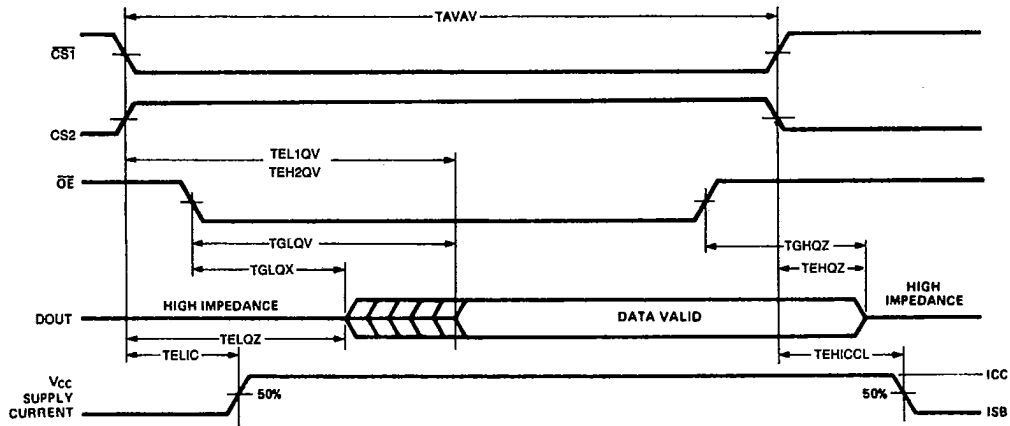 TAVAV
CS1
CS2
TEL1QV
TEH2QV
OE
TGLQV
TGHQZ
TGLQX
TEHQZ
HIGH IMPEDANCE
HIGH
IMPEDANCE
DOUT
DATA VALID
TELQZ
TELIC
TEHICCL
VCC
SUPPLY
CURRENT
50%
50%
ICC
ISB